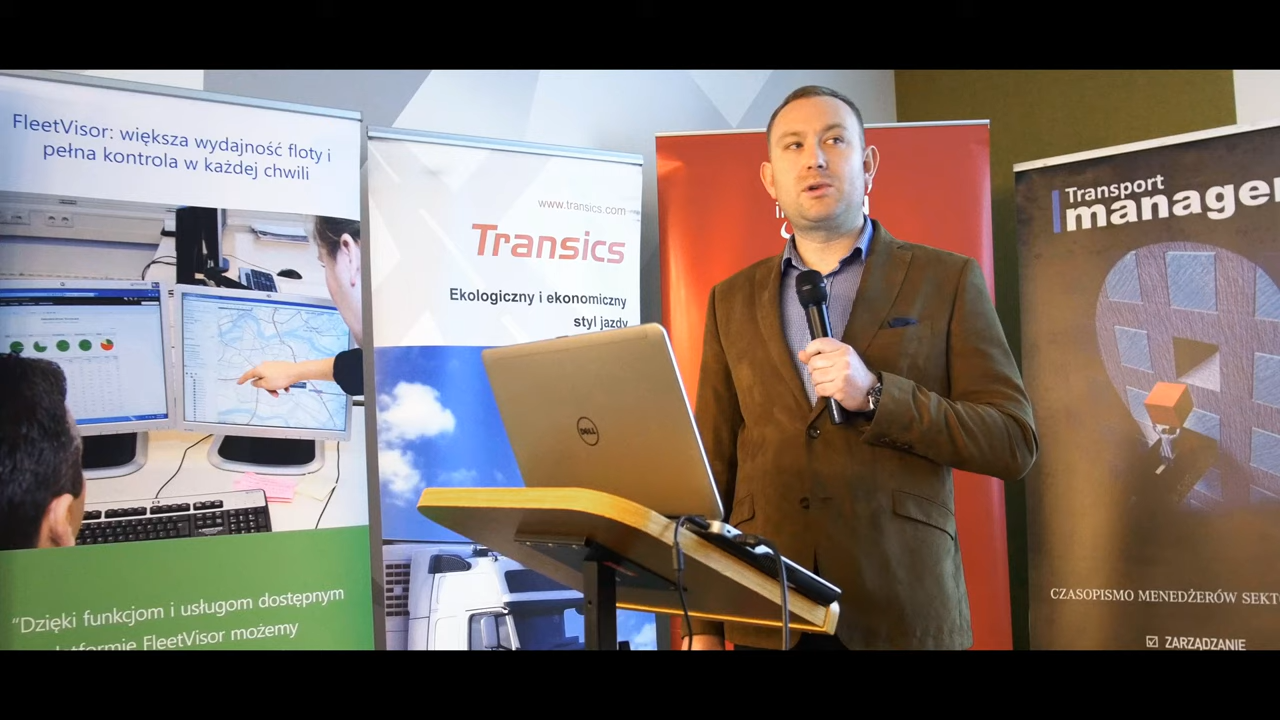 FleetVisor: większa wydajność floty i
pełna kontrola w każdej chwili
"Dzięki funkcjom i usługom dostępnym
platformie FleetVisor możemy
www.transics.com
Transics
Ekologiczny i ekonomiczny
styl jazdy
DELL
Transport
manager
CZASOPISMO MENEDŻERÓW SEKT
☑ ZARZĄDZANIE